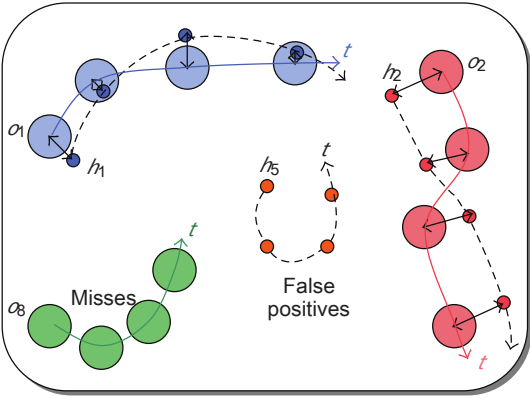 t
o1
h1
h2
o2
h5
t
t
o8
Misses
False
positives
t